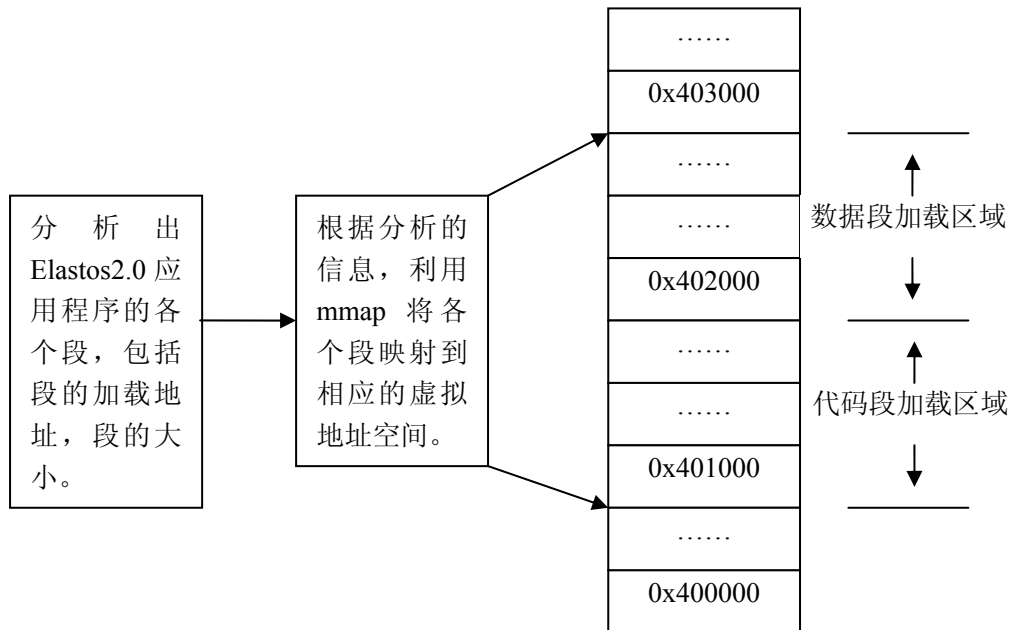 分析出
Elastos2.0 应
用程序的各
个段，包括
段的加载地
址，段的大
小。
根据分析的
信息，利用
mmap 将各
个段映射到
相应的虚拟
地址空间。
……
0x403000
……
……
0x402000
……
……
0x401000
……
0x400000
数据段加载区域
代码段加载区域